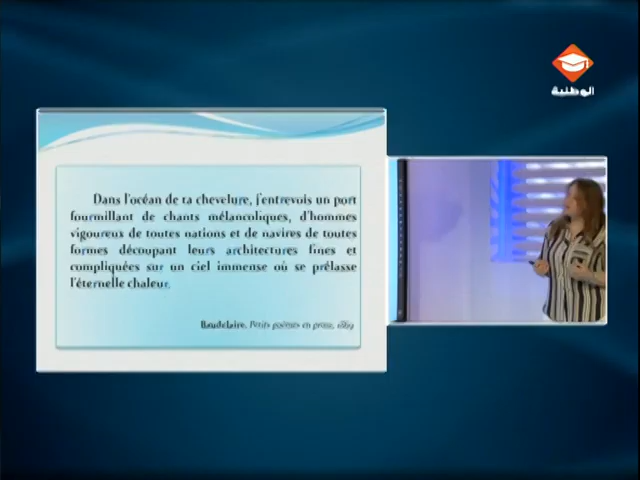 الوطنية
Dans l'océan de ta chevelure, j'entrevois un port
fourmillant de chants mélancoliques, d'hommes
vigoureux de toutes nations et de navires de toutes
formes découpant leurs architectures fines et
compliquées sur un ciel immense où se prélasse
l'éternelle chaleur.
Baudelaire. Petits poèmes en prose, 1869